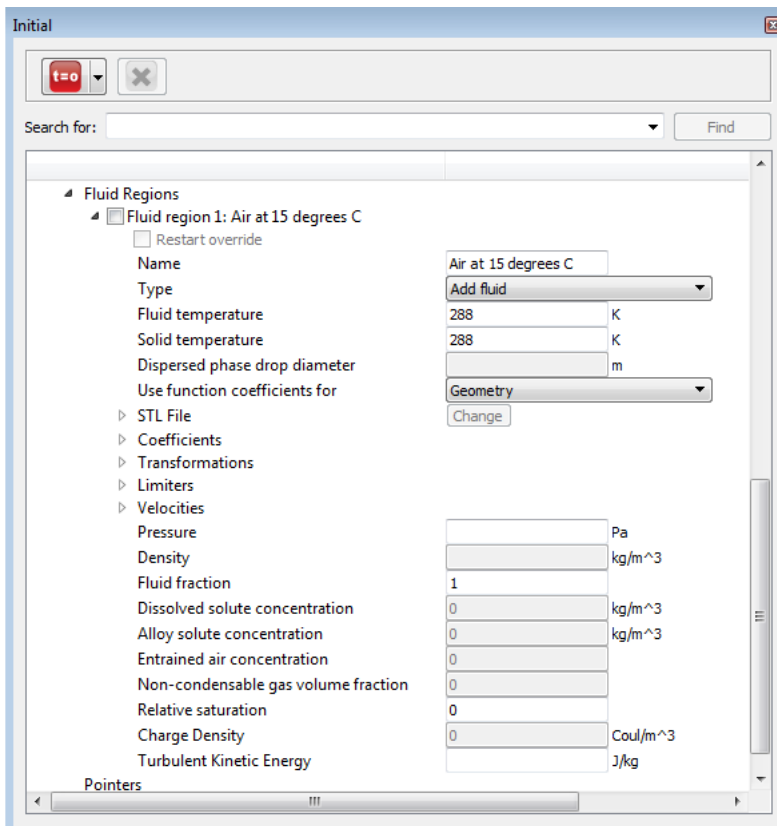 Initial
t=o
Search for:
Find
Fluid Regions
Fluid region 1: Air at 15 degrees C
Restart override
Name Air at 15 degrees C
Type Add fluid
Fluid temperature 288 K
Solid temperature 288 K
Dispersed phase drop diameter m
Use function coefficients for Geometry
STL File Change
Coefficients
Transformations
Limiters
Velocities
Pressure Pa
Density kg/m^3
Fluid fraction 1
Dissolved solute concentration 0 kg/m^3
Alloy solute concentration 0 kg/m^3
Entrained air concentration 0
Non-condensable gas volume fraction 0
Relative saturation 0
Charge Density 0 Coul/m^3
Turbulent Kinetic Energy J/kg
Pointers